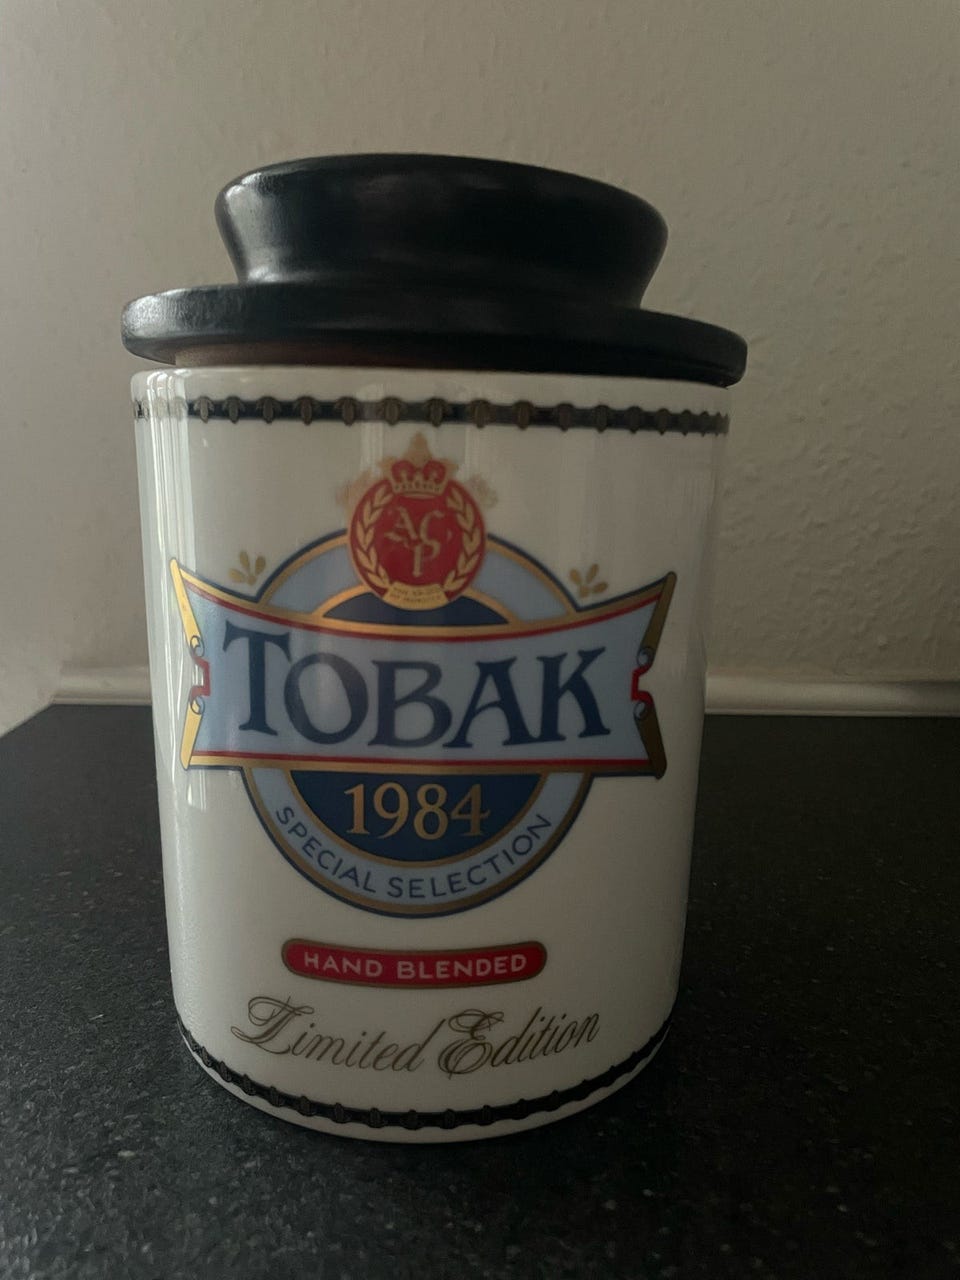 ACP
TOBAK
1984
SPECIAL SELECTION
HAND BLENDED
Limited Edition